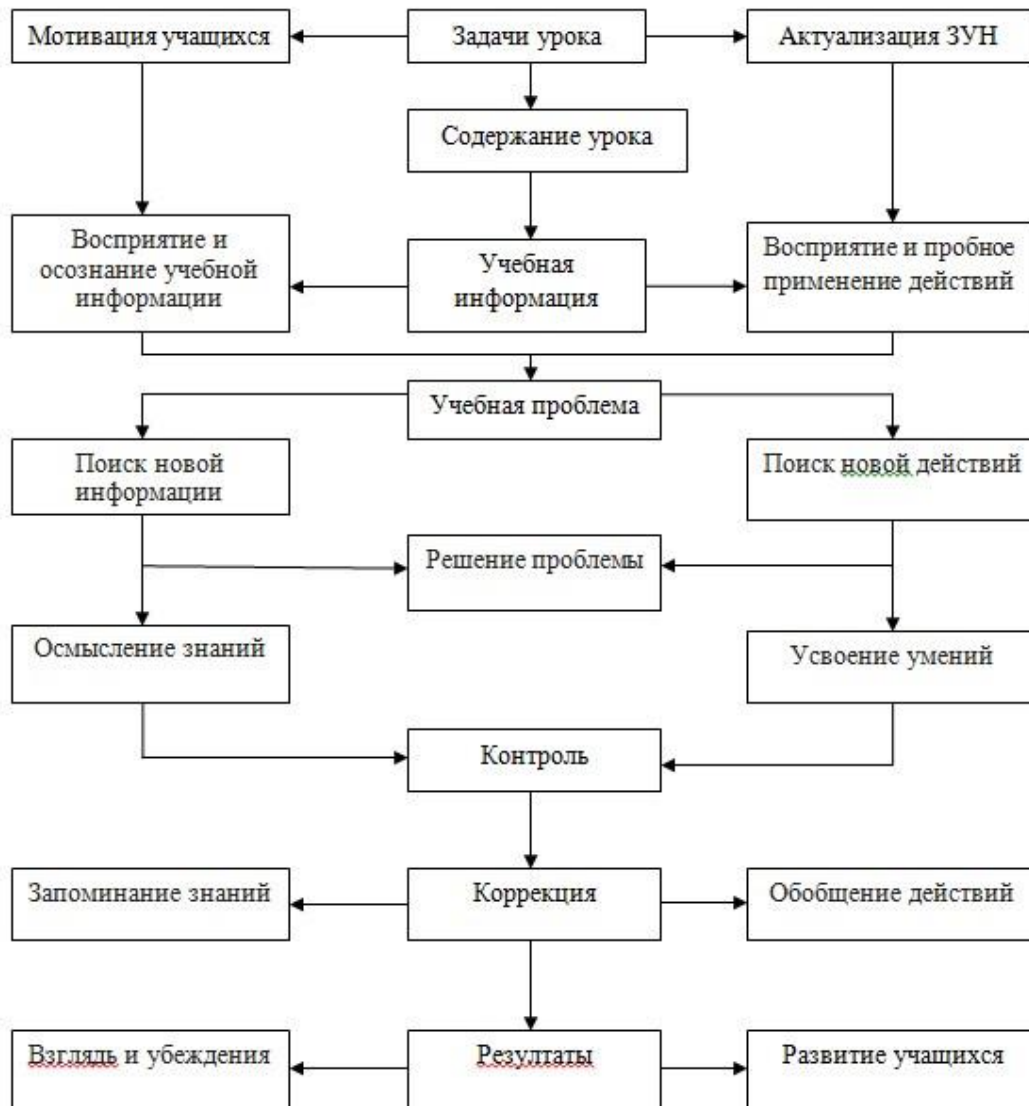 Мотивация учащихся
Задачи урока
Актуализация ЗУН
Содержание урока
Восприятие и
осознание учебной
информации
Учебная
информация
Восприятие и пробное
применение действий
Учебная проблема
Поиск новой
информации
Поиск новой действий
Решение проблемы
Осмысление знаний
Усвоение умений
Контроль
Запоминание знаний
Коррекция
Обобщение действий
Взглядь и убеждения
Резултаты
Развитие учащихся